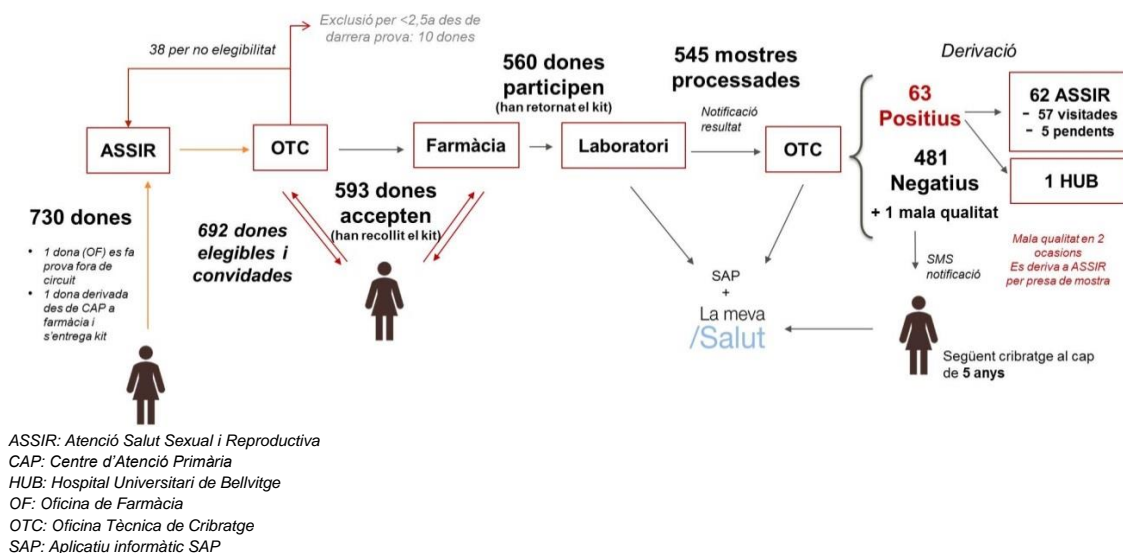 Exclusió per <2,5a des de
darrera prova: 10 dones
38 per no elegibilitat
ASSIR
OTC
Farmàcia
560 dones
participen
(han retornat el kit)
Laboratori
545 mostres
processades
Notificació
resultat
OTC
Derivació
63
Positius
62 ASSIR
- 57 visitades
- 5 pendents
1 HUB
481
Negatius
+ 1 mala qualitat
730 dones
• 1 dona (OF) es fa
prova fora de
circuit
• 1 dona derivada
des de CAP a
farmàcia i
s'entrega kit
692 dones
elegibles i
convidades
593 dones
accepten
(han recollit el kit)
SAP
+
La meva
/Salut
SMS
notificació
Mala qualitat en 2
ocasions
Es deriva a ASSIR
per presa de mostra
Següent cribratge al cap
de 5 anys
ASSIR: Atenció Salut Sexual i Reproductiva
CAP: Centre d'Atenció Primària
HUB: Hospital Universitari de Bellvitge
OF: Oficina de Farmàcia
OTC: Oficina Tècnica de Cribratge
SAP: Aplicatiu informàtic SAP